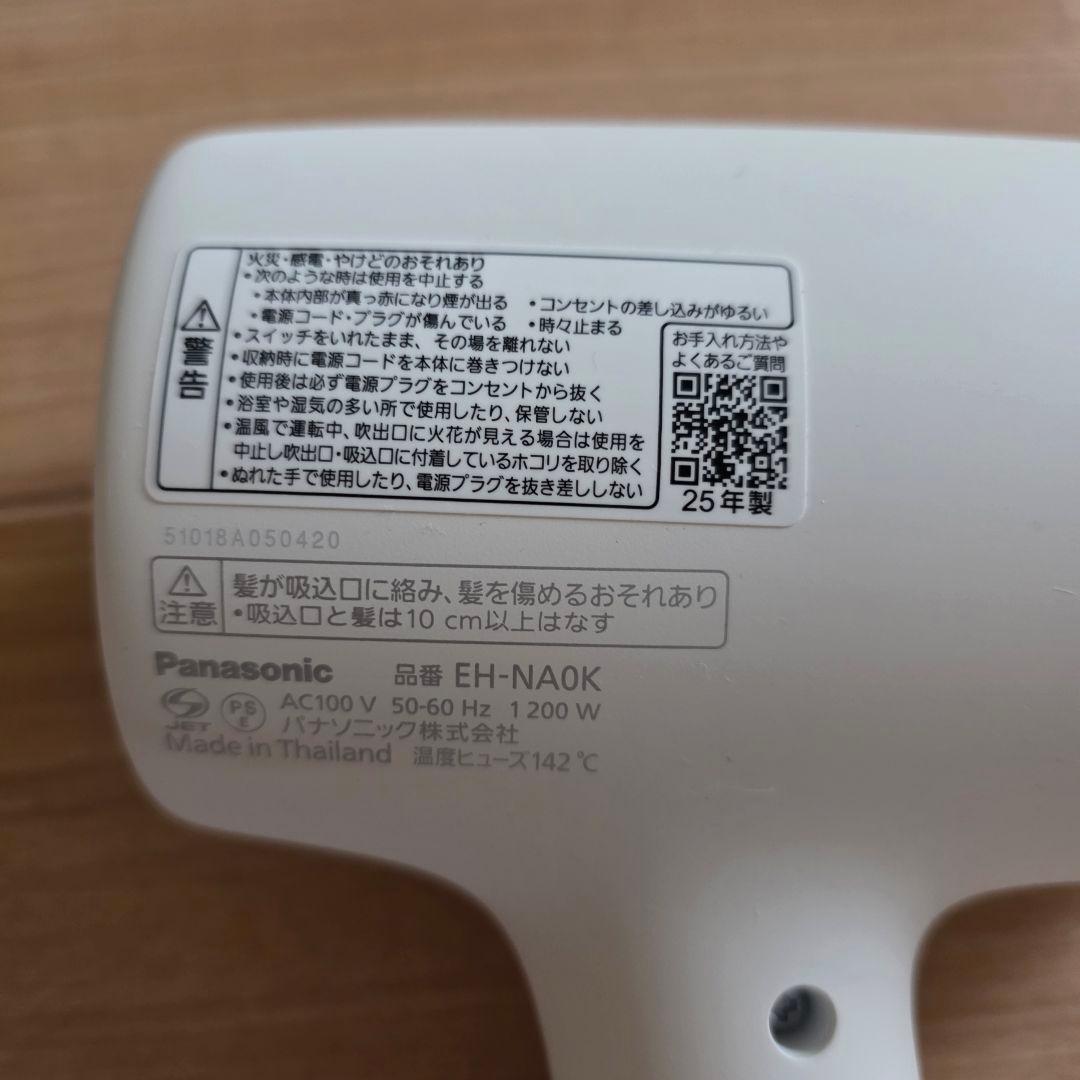 火災・感電・やけどのおそれあり
•次のような時は使用を中止する
•本体内部が真っ赤になり煙が出る •コンセントの差し込みがゆるい
•電源コード・プラグが傷んでいる •時々止まる
•スイッチをいれたまま、その場を離れない
•収納時に電源コードを本体に巻きつけない
•使用後は必ず電源プラグをコンセントから抜く
•浴室や湿気の多い所で使用したり、保管しない
•温風で運転中、吹出口に火花が見える場合は使用を
中止し吹出口・吸込口に付着しているホコリを取り除く
•ぬれた手で使用したり、電源プラグを抜き差ししない
警告
お手入れ方法や
よくあるご質問
25年製
51018A050420
注意
髪が吸込口に絡み、髪を傷めるおそれあり
•吸込口と髪は10 cm以上はなす
Panasonic 品番 EH-NA0K
JET PS E AC100 V 50-60 Hz 1 200 W
パナソニック株式会社
Made in Thailand 温度ヒューズ142 ℃